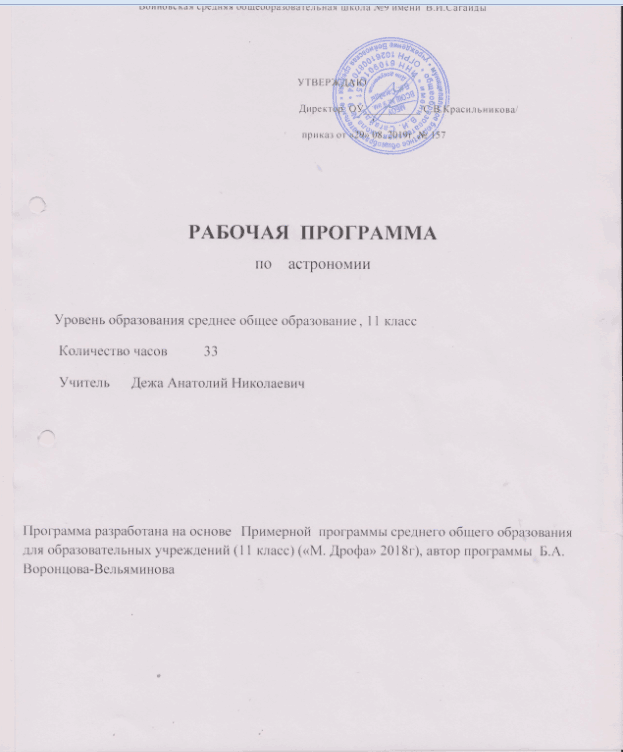 Войновская средняя общеобразовательная школа №9 имени В.И.Сагайды
УТВЕРЖДАЮ
Директор ОУ С.В.Красильникова/
приказ от «29» 08. 2019г. № 157
РАБОЧАЯ ПРОГРАММА
по астрономии
Уровень образования среднее общее образование , 11 класс
Количество часов 33
Учитель Дежа Анатолий Николаевич
Программа разработана на основе Примерной программы среднего общего образования
для образовательных учреждений (11 класс) («М. Дрофа» 2018г), автор программы Б.А.
Воронцова-Вельяминова